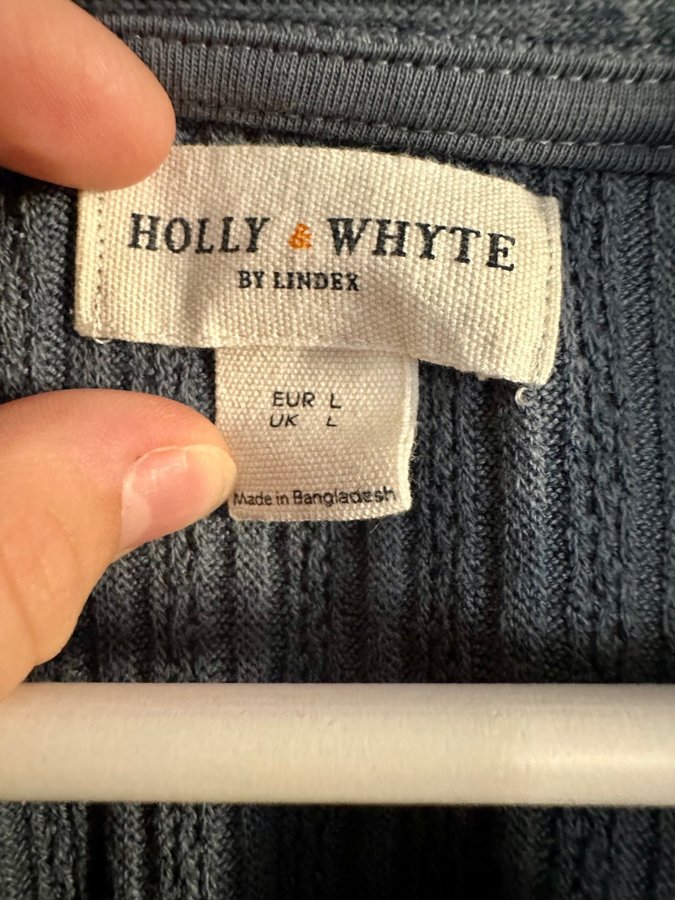 HOLLY & WHYTE
BY LINDEX
EUR L
UK L
Made in Bangladesh